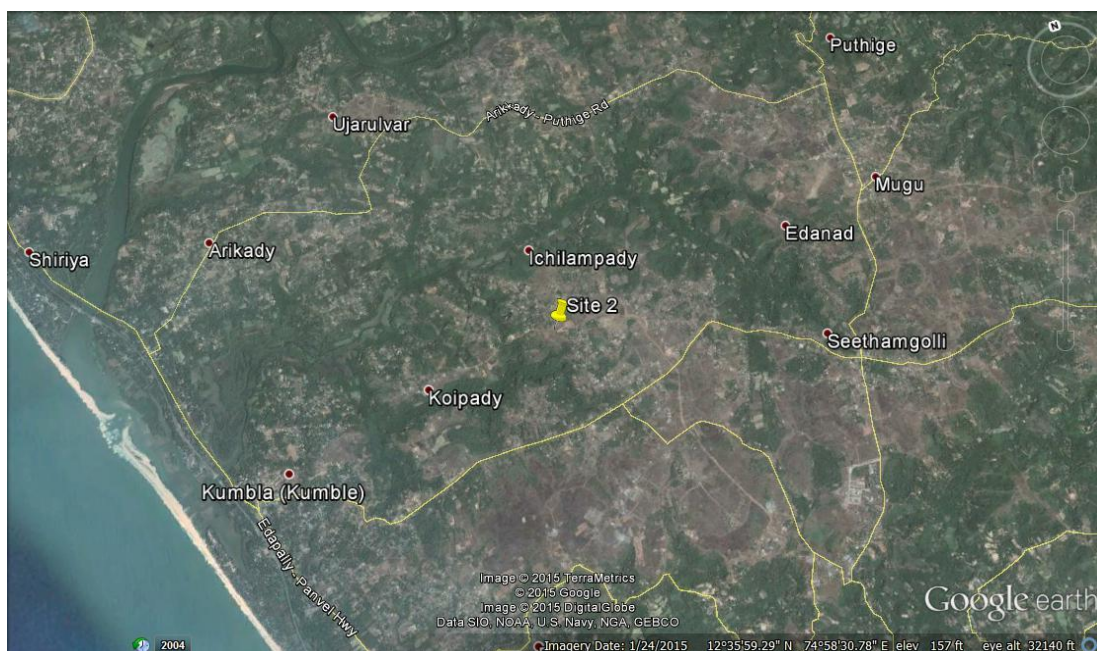 N
Puthige
Arikady - Puthige Rd
Ujarulvar
Mugu
Edanad
Arikady
Shiriya
Ichilampady
Site 2
Seethamgolli
Koipady
Kumbla (Kumble)
Edapally - Panvel Hwy
Image © 2015 TerraMetrics
© 2015 Google
Image © 2015 DigitalGlobe
Data SIO, NOAA, U.S. Navy, NGA, GEBCO
Google earth
2004
Imagery Date: 1/24/2015 12°35'59.29" N 74°58'30.78" E elev 157 ft eye alt 32140 ft